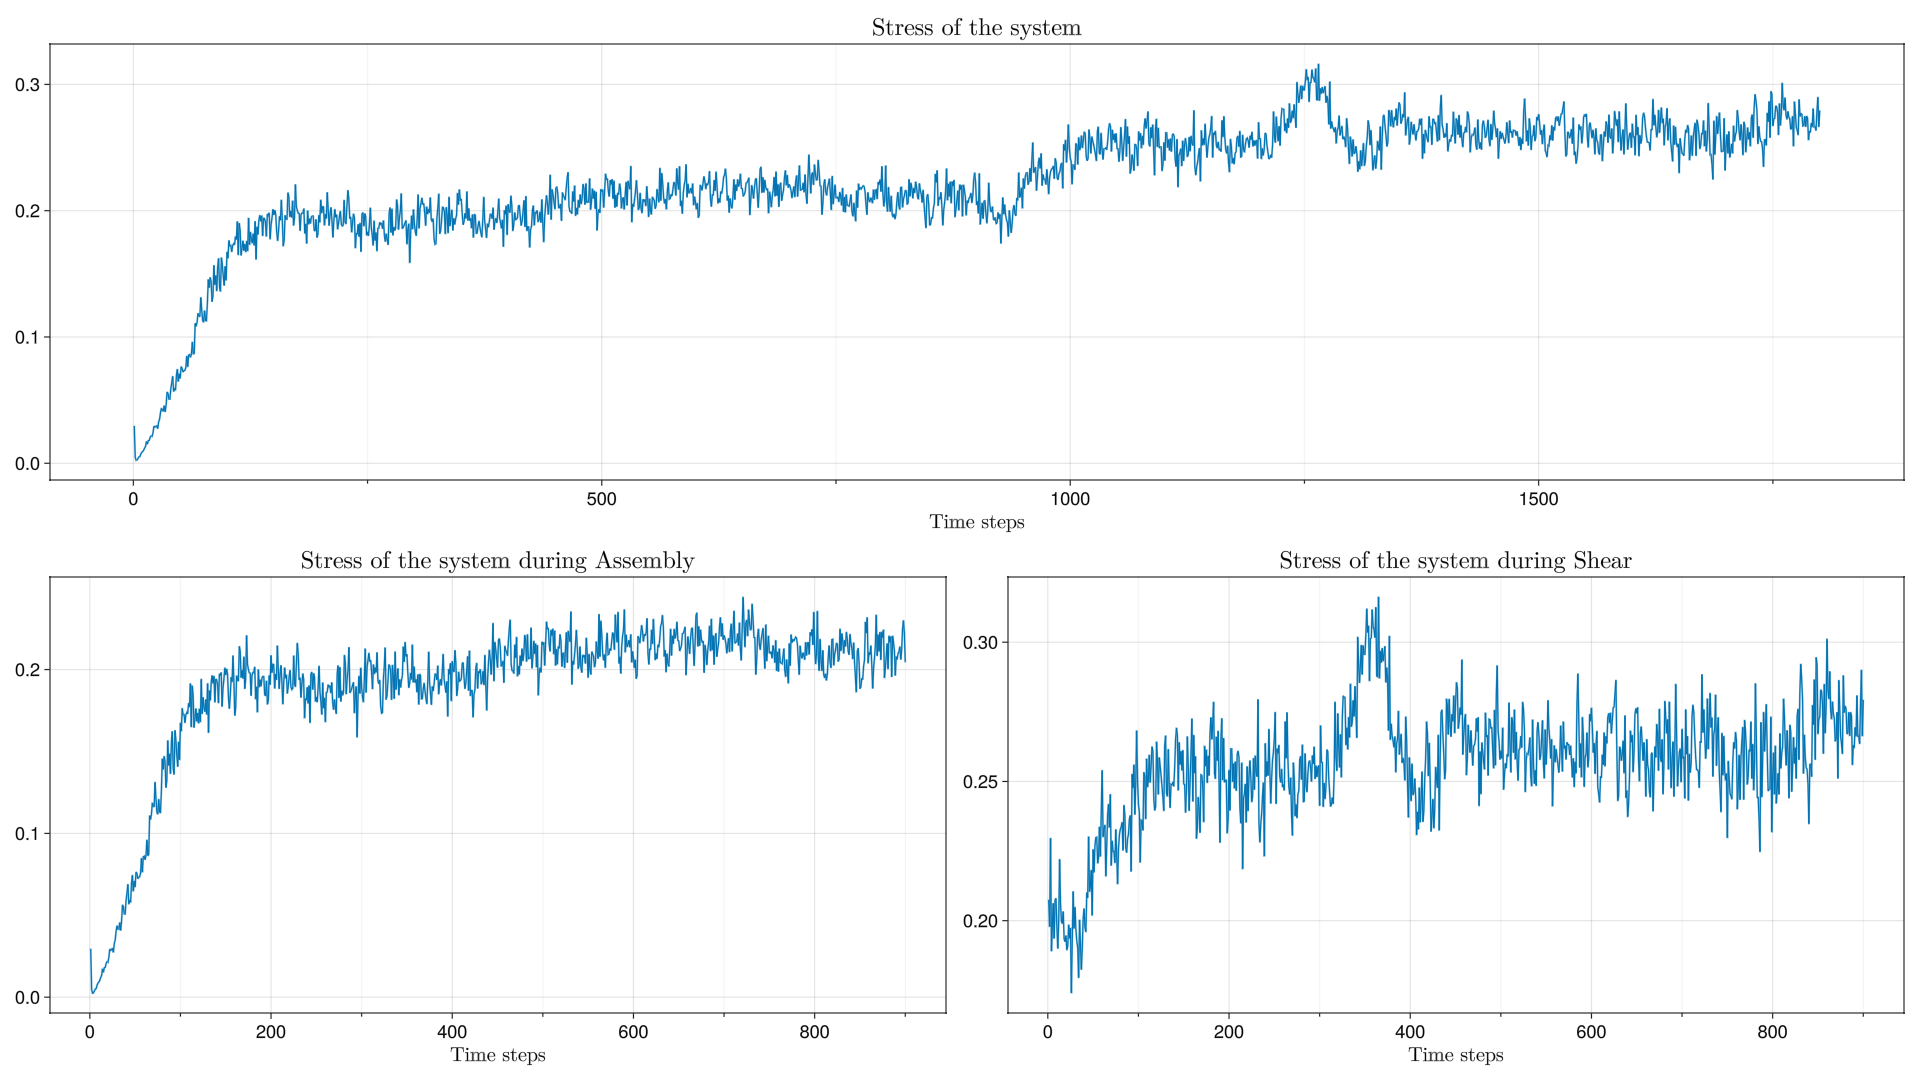 Stress of the system
0.3
0.2
0.1
0.0
0 500 1000 1500
Time steps
Stress of the system during Assembly
0.2
0.1
0.0
0 200 400 600 800
Time steps
Stress of the system during Shear
0.30
0.25
0.20
0 200 400 600 800
Time steps